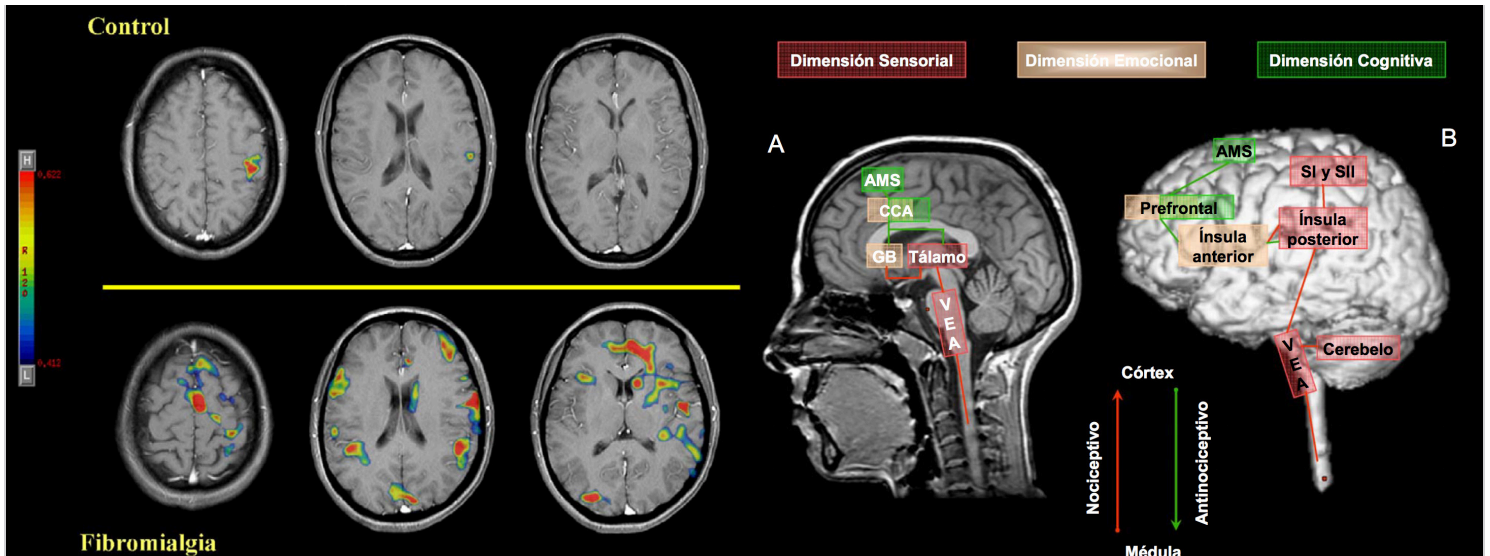 Control
H
0,622
R
1
2
0
0,412
L
Fibromialgia
Dimensión Sensorial
Dimensión Emocional
Dimensión Cognitiva
A
AMS
CCA
GB
Tálamo
V
E
A
B
AMS
SI y SII
Prefrontal
Ínsula
anterior
Ínsula
posterior
V
E
A
Cerebelo
Córtex
Nociceptivo
Antinociceptivo
Médula